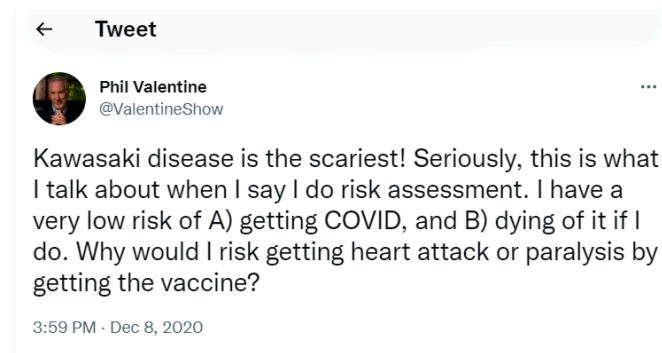 Tweet
Phil Valentine
@ValentineShow
Kawasaki disease is the scariest! Seriously, this is what
I talk about when I say I do risk assessment. I have a
very low risk of A) getting COVID, and B) dying of it if I
do. Why would I risk getting heart attack or paralysis by
getting the vaccine?
3:59 PM · Dec 8, 2020